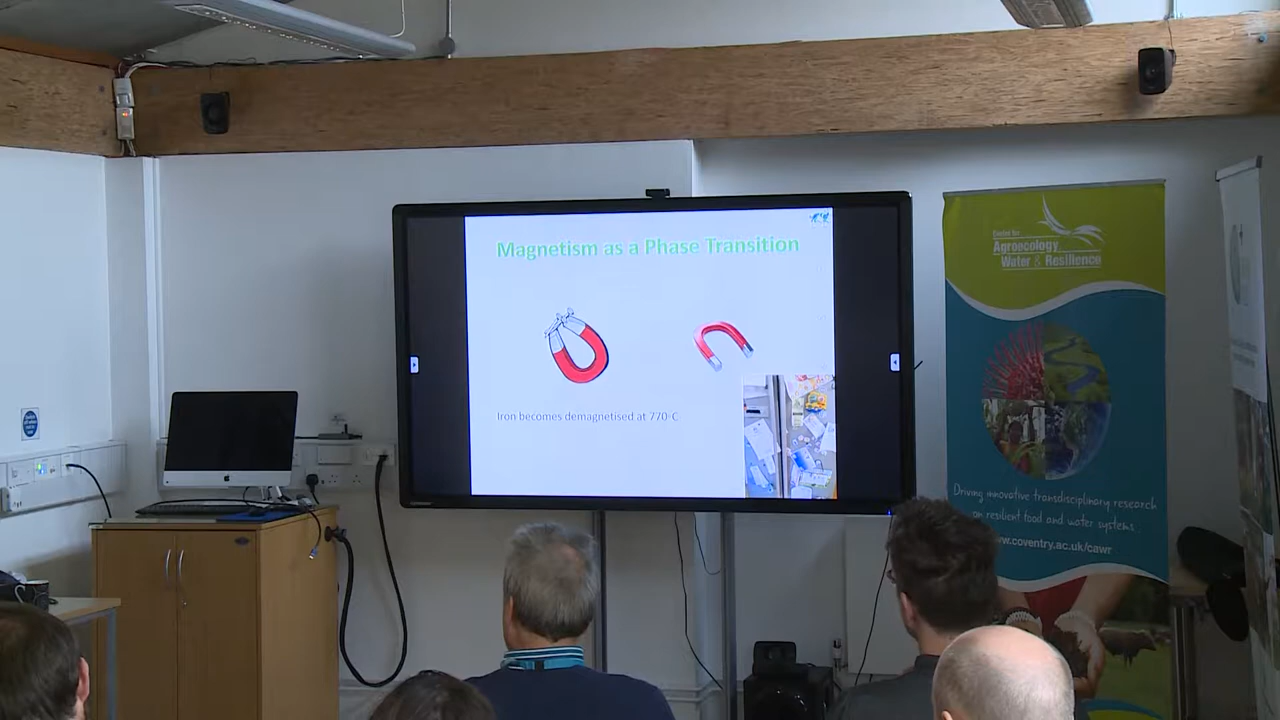 Magnetism as a Phase Transition
Iron becomes demagnetised at 770◦C
Centre for
Agroecology
Water & Resilience
Driving innovative transdisciplinary research
on resilient food and water systems
www.coventry.ac.uk/cawr